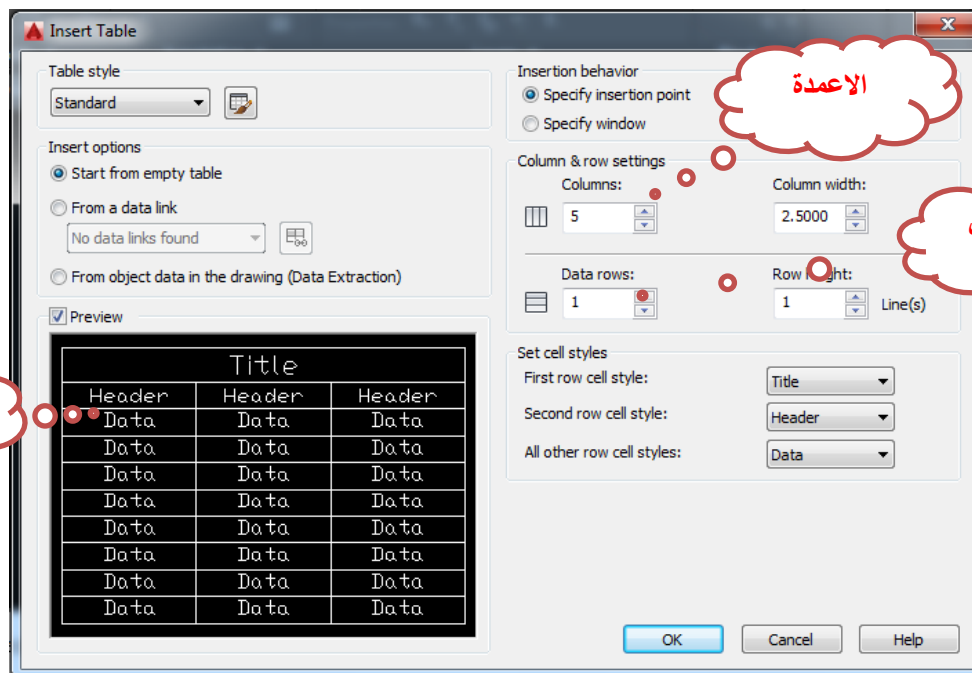 Insert Table
Table style
Standard
Insert options
Start from empty table
From a data link
No data links found
From object data in the drawing (Data Extraction)
Preview
Title
Header Header Header
Data Data Data
Data Data Data
Data Data Data
Data Data Data
Data Data Data
Data Data Data
Data Data Data
Data Data Data
Insertion behavior
Specify insertion point
Specify window
الاعمدة
Column & row settings
Columns: Column width:
5 2.5000
Data rows: Row
1 1 Line(s)
Set cell styles
First row cell style: Title
Second row cell style: Header
All other row cell styles: Data
OK Cancel Help